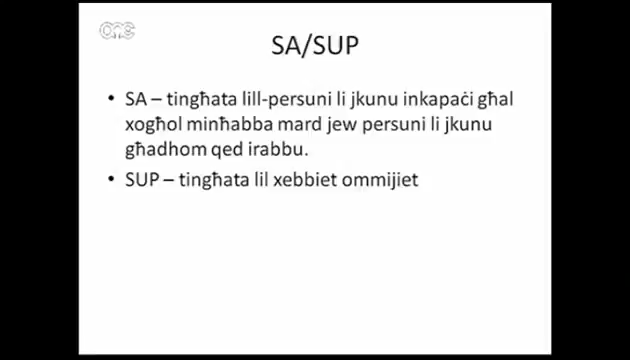 one
SA/SUP
• SA – tingħata lill-persuni li jkunu inkapaċi għal
xogħol minħabba mard jew persuni li jkunu
għadhom qed irabbu.
• SUP – tingħata lil xebbiet ommijiet